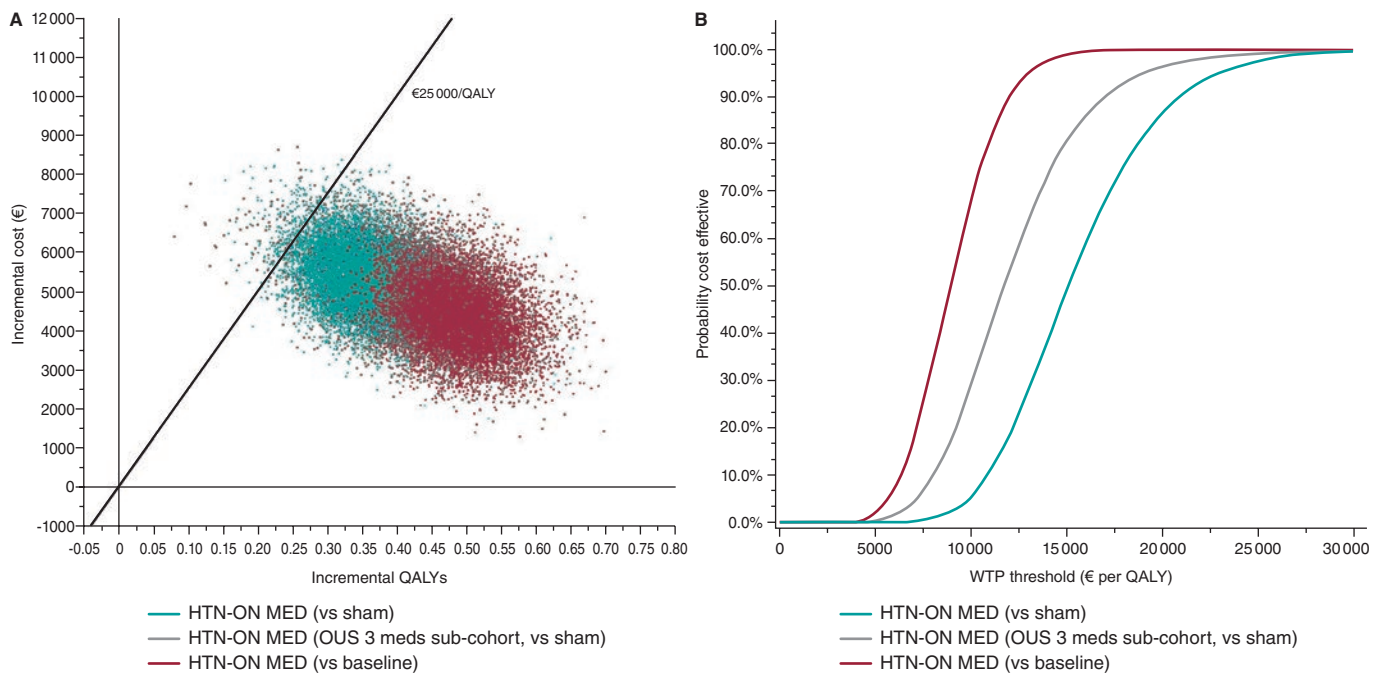 A
12 000
11 000
10 000
9000
8000
7000
6000
5000
4000
3000
2000
1000
0
-1000
Incremental cost (€)
€25 000/QALY
-0.05 0 0.05 0.10 0.15 0.20 0.25 0.30 0.35 0.40 0.45 0.50 0.55 0.60 0.65 0.70 0.75 0.80
Incremental QALYs
HTN-ON MED (vs sham)
HTN-ON MED (OUS 3 meds sub-cohort, vs sham)
HTN-ON MED (vs baseline)
B
100.0%
90.0%
80.0%
70.0%
60.0%
50.0%
40.0%
30.0%
20.0%
10.0%
0.0%
Probability cost effective
0 5000 10 000 15 000 20 000 25 000 30 000
WTP threshold (€ per QALY)
HTN-ON MED (vs sham)
HTN-ON MED (OUS 3 meds sub-cohort, vs sham)
HTN-ON MED (vs baseline)